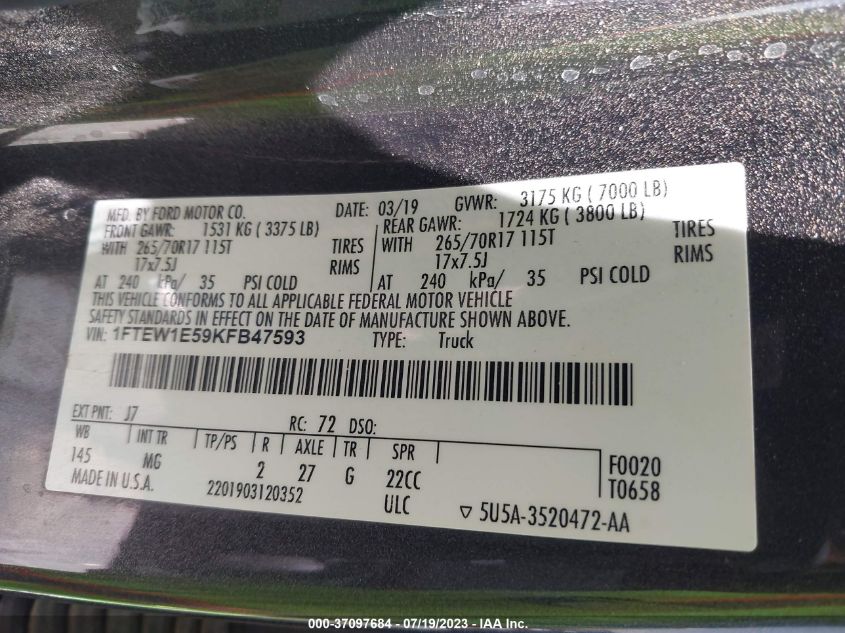 MFD. BY FORD MOTOR CO. DATE: 03/19 GVWR: 3175 KG ( 7000 LB)
FRONT GAWR: 1531 KG ( 3375 LB) REAR GAWR: 1724 KG ( 3800 LB)
WITH 265/70R17 115T TIRES WITH 265/70R17 115T TIRES
17x7.5J RIMS 17x7.5J RIMS
AT 240 kPa/ 35 PSI COLD AT 240 kPa/ 35 PSI COLD
THIS VEHICLE CONFORMS TO ALL APPLICABLE FEDERAL MOTOR VEHICLE
SAFETY STANDARDS IN EFFECT ON THE DATE OF MANUFACTURE SHOWN ABOVE.
VIN: 1FTEW1E59KFB47593 TYPE: Truck
EXT PNT: J7 RC: 72 DSO:
WB INT TR TP/PS R AXLE TR SPR
145 MG 2 27 G 22CC F0020
MADE IN U.S.A. 2201903120352 ULC T0658
▽ 5U5A-3520472-AA
000-37097684 - 07/19/2023 - IAA Inc.